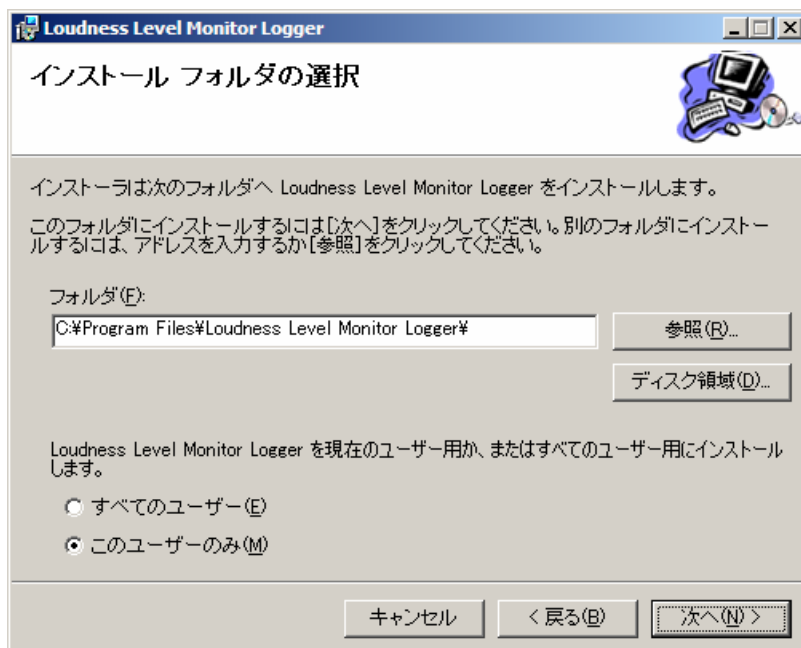 Loudness Level Monitor Logger
インストール フォルダの選択
インストーラは次のフォルダへ Loudness Level Monitor Logger をインストールします。
このフォルダにインストールするには[次へ]をクリックしてください。別のフォルダにインストー
ルするには、アドレスを入力するか[参照]をクリックしてください。
フォルダ(F):
C:¥Program Files¥Loudness Level Monitor Logger¥
参照(R)...
ディスク領域(D)...
Loudness Level Monitor Logger を現在のユーザー用か、またはすべてのユーザー用にインストール
します。
すべてのユーザー(E)
このユーザーのみ(M)
キャンセル
< 戻る(B)
次へ(N) >